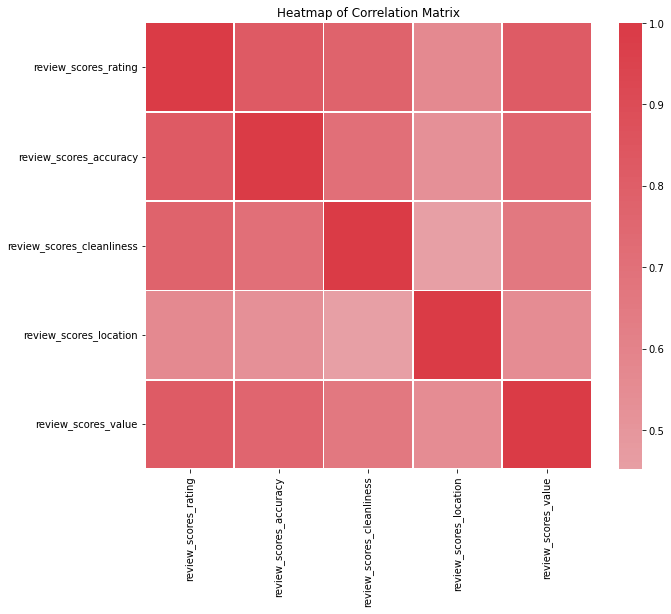 Heatmap of Correlation Matrix
review_scores_rating
review_scores_accuracy
review_scores_cleanliness
review_scores_location
review_scores_value
review_scores_rating
review_scores_accuracy
review_scores_cleanliness
review_scores_location
review_scores_value
1.0
0.9
0.8
0.7
0.6
0.5